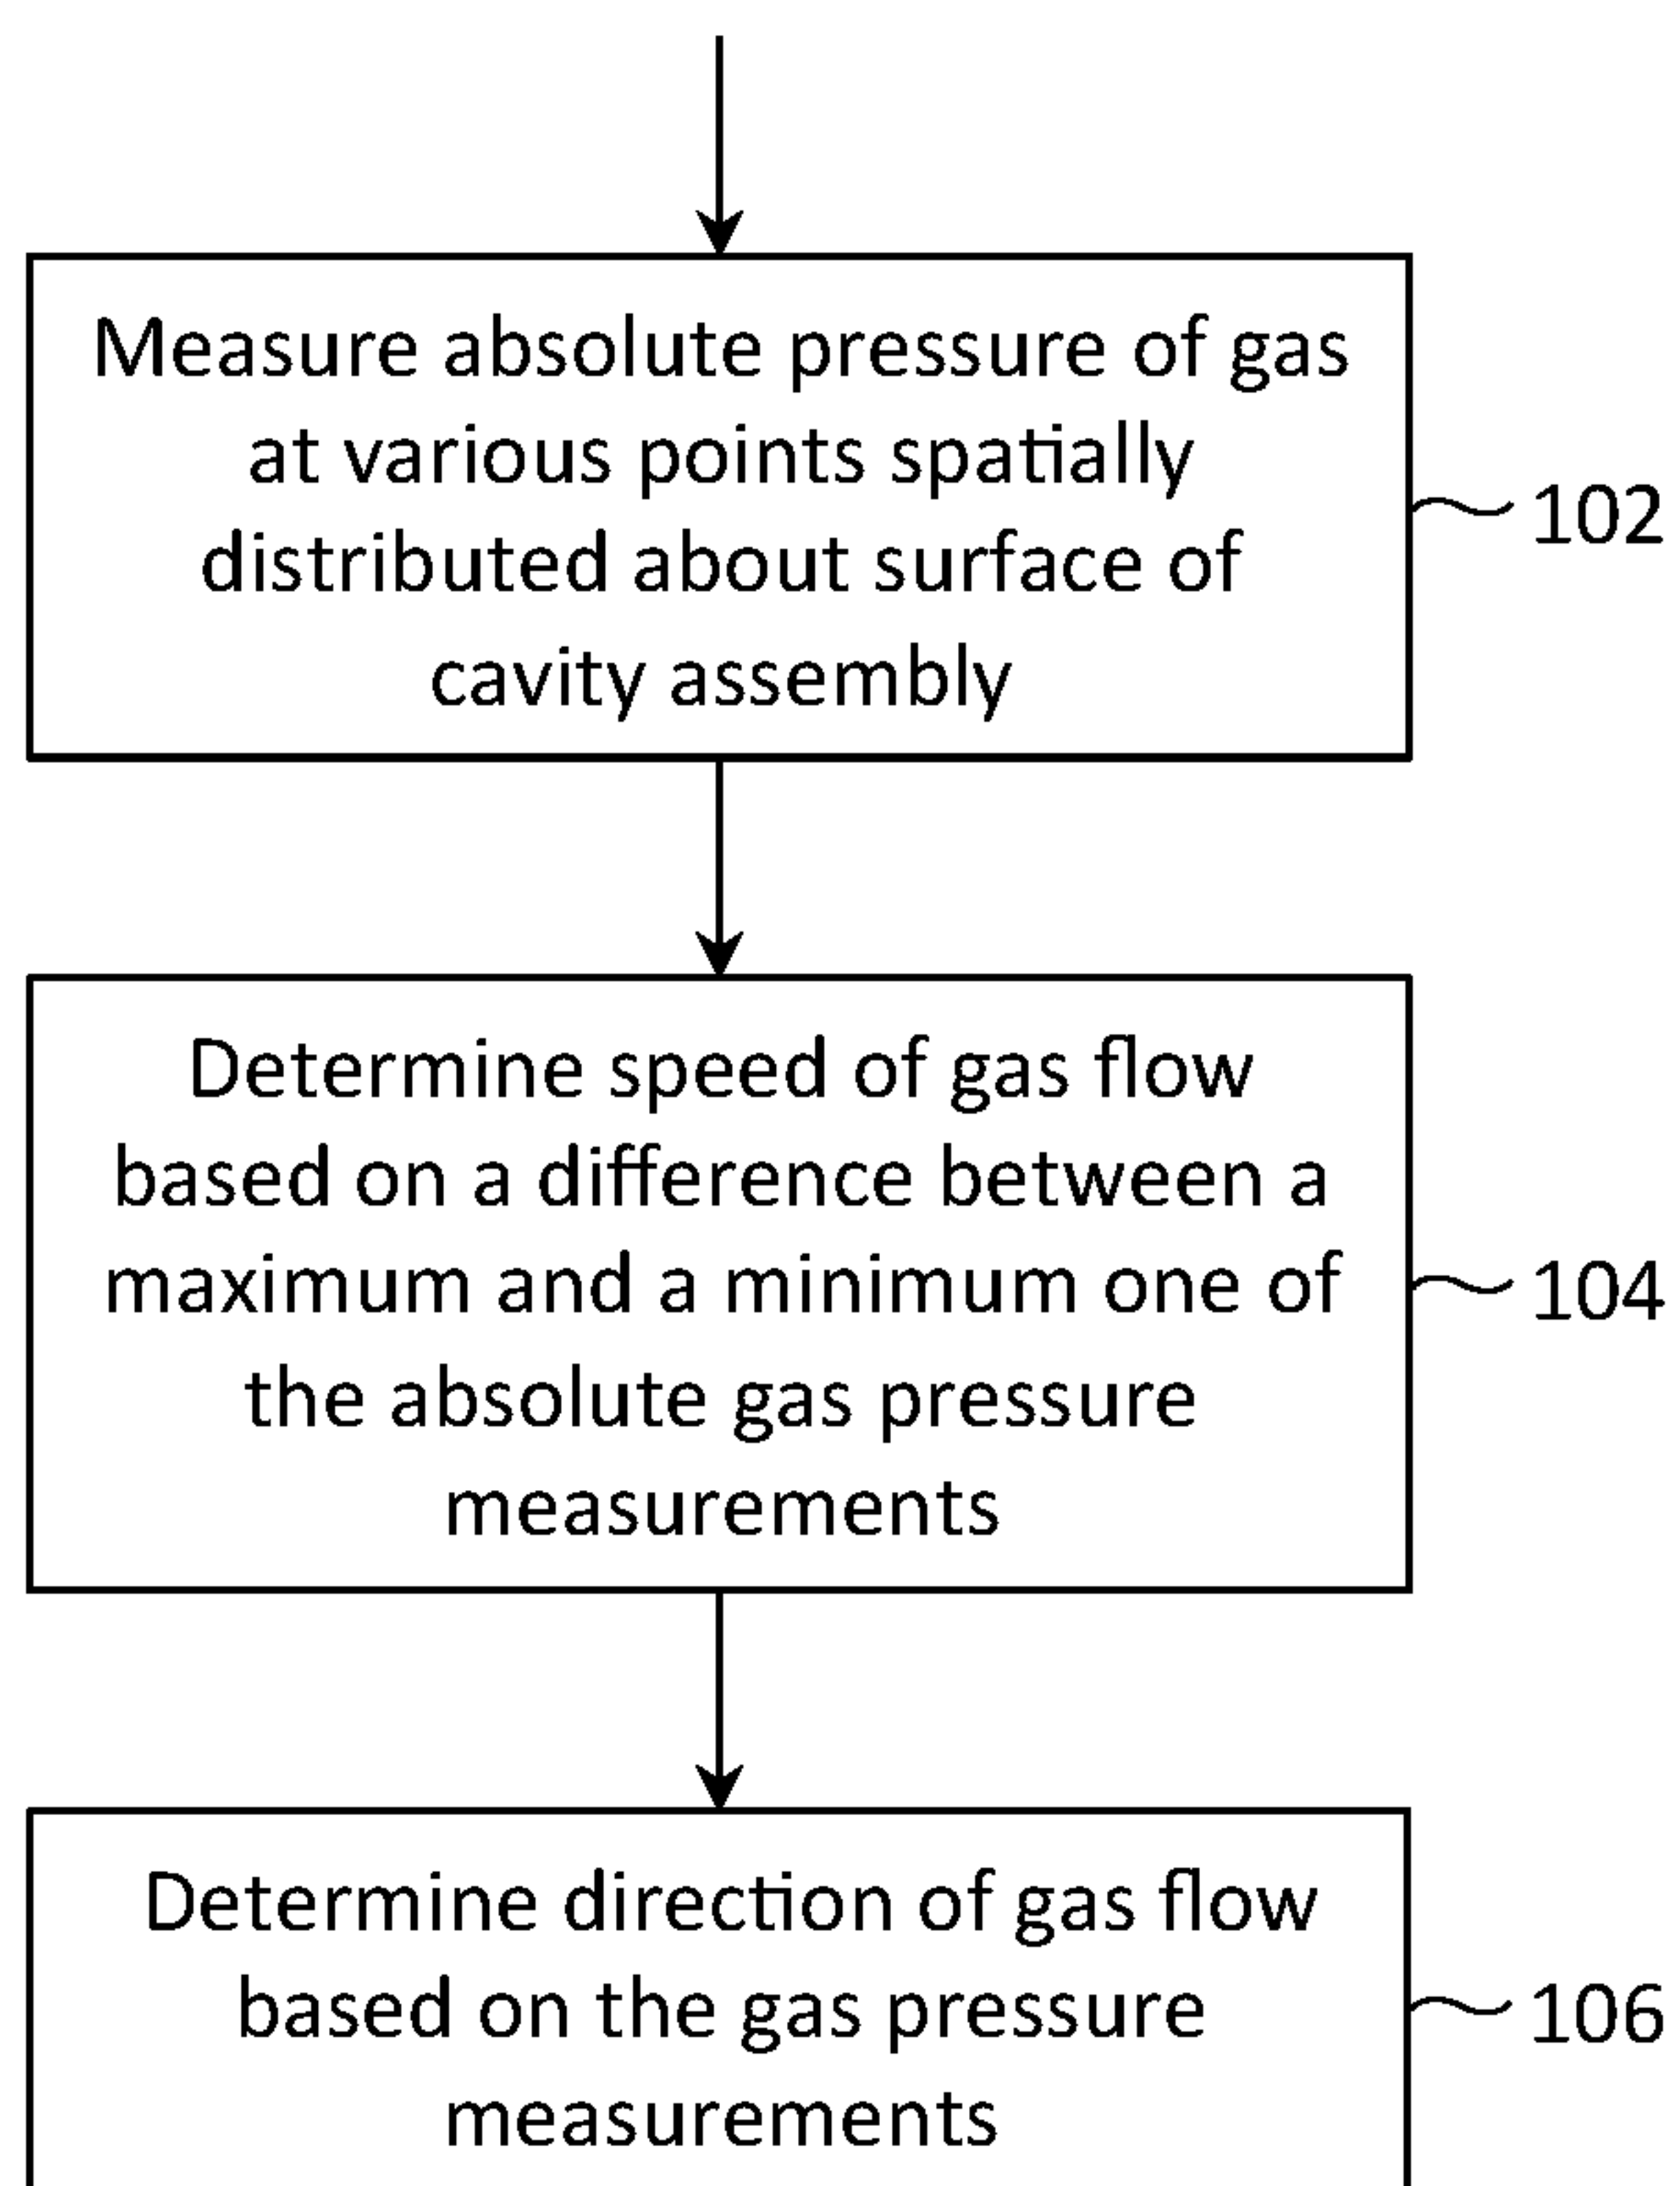 Measure absolute pressure of gas
at various points spatially
distributed about surface of
cavity assembly
102
Determine speed of gas flow
based on a difference between a
maximum and a minimum one of
the absolute gas pressure
measurements
104
Determine direction of gas flow
based on the gas pressure
measurements
106